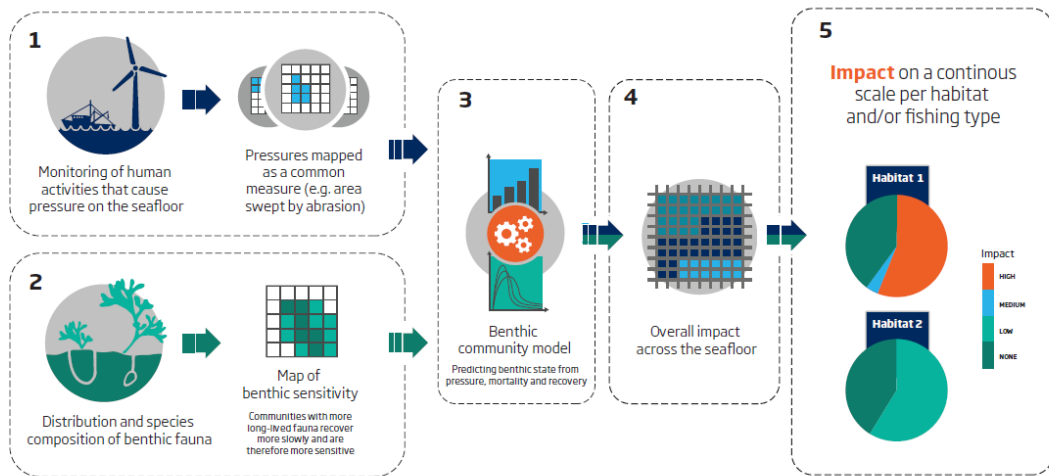 1
Monitoring of human
activities that cause
pressure on the seafloor
Pressures mapped
as a common
measure (e.g. area
swept by abrasion)
2
Distribution and species
composition of benthic fauna
Map of
benthic sensitivity
Communities with more
long-lived fauna recover
more slowly and are
therefore more sensitive
3
Benthic
community model
Predicting benthic state from
pressure, mortality and recovery
4
Overall impact
across the seafloor
5
Impact on a continous
scale per habitat
and/or fishing type
Habitat 1
Impact
HIGH
MEDIUM
LOW
NONE
Habitat 2